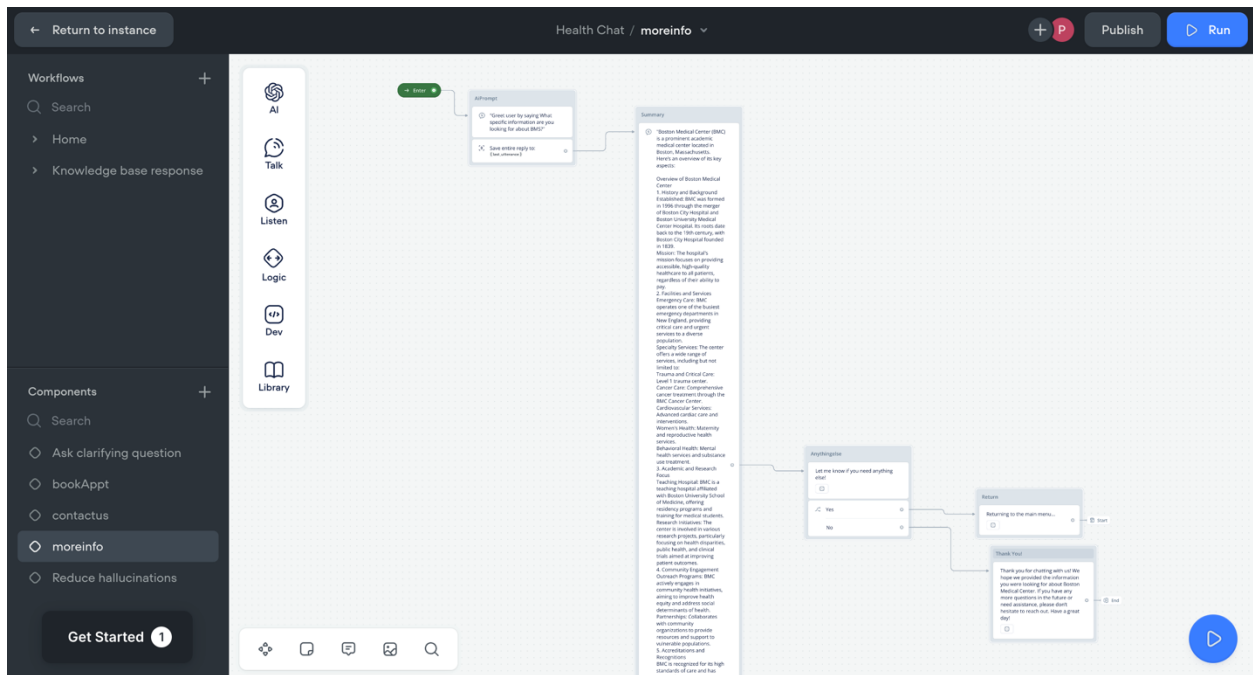 Return to instance
Health Chat / moreinfo
P
Publish
Run
Workflows
Search
Home
Knowledge base response
AI
Talk
Listen
Logic
Dev
Library
Components
Search
Ask clarifying question
bookAppt
contactus
moreinfo
Reduce hallucinations
Get Started 1
Enter
AIPrompt
"Greet user by saying What
specific information are you
looking for about BMS?"
Save entire reply to
Summary
"Boston Medical Center (BMC)
is a prominent academic
medical center located in
Boston, Massachusetts.
Here's an overview of its key
aspects:
Overview of Boston Medical
Center
1. History and Background
Established: BMC was formed
in 1996 through the merger
of Boston City Hospital and
Boston University Medical
Center Hospital. Its roots date
back to the 19th century, with
Boston City Hospital founded
in 1839.
Mission: The hospital's
mission focuses on providing
accessible, high-quality
healthcare to all patients,
regardless of their ability to
pay.
2. Facilities and Services
Emergency Care: BMC
operates one of the busiest
emergency departments in
New England, providing
critical care and urgent
services to a diverse
population.
Specialty Services: The center
offers a wide range of
services, including but not
limited to:
Trauma and Critical Care:
Level 1 trauma center.
Cancer Care: Comprehensive
cancer treatment through the
BMC Cancer Center.
Cardiovascular Services:
Advanced cardiac care and
interventions.
Women's Health: Maternity
and reproductive health
services.
Behavioral Health: Mental
health services and substance
use treatment.
3. Academic and Research
Focus
Teaching Hospital: BMC is a
teaching hospital affiliated
with Boston University School
of Medicine, offering
residency programs and
training for medical students.
Research Initiatives: The
center is involved in various
research projects, particularly
focusing on health disparities,
public health, and clinical
trials aimed at improving
patient outcomes.
4. Community Engagement
Outreach Programs: BMC
actively engages in
community health initiatives,
aiming to improve health
equity and address social
determinants of health.
Partnerships: Collaborates
with community
organizations to provide
resources and support to
vulnerable populations.
5. Accreditations and
Recognitions
BMC is recognized for its high
standards of care and has
Anythingelse
Let me know if you need anything
else!
Yes
No
Return
Returning to the main menu...
Start
Thank You!
Thank you for chatting with us! We
hope we provided the information
you were looking for about Boston
Medical Center. If you have any
more questions in the future or
need assistance, please don't
hesitate to reach out. Have a great
day!
End